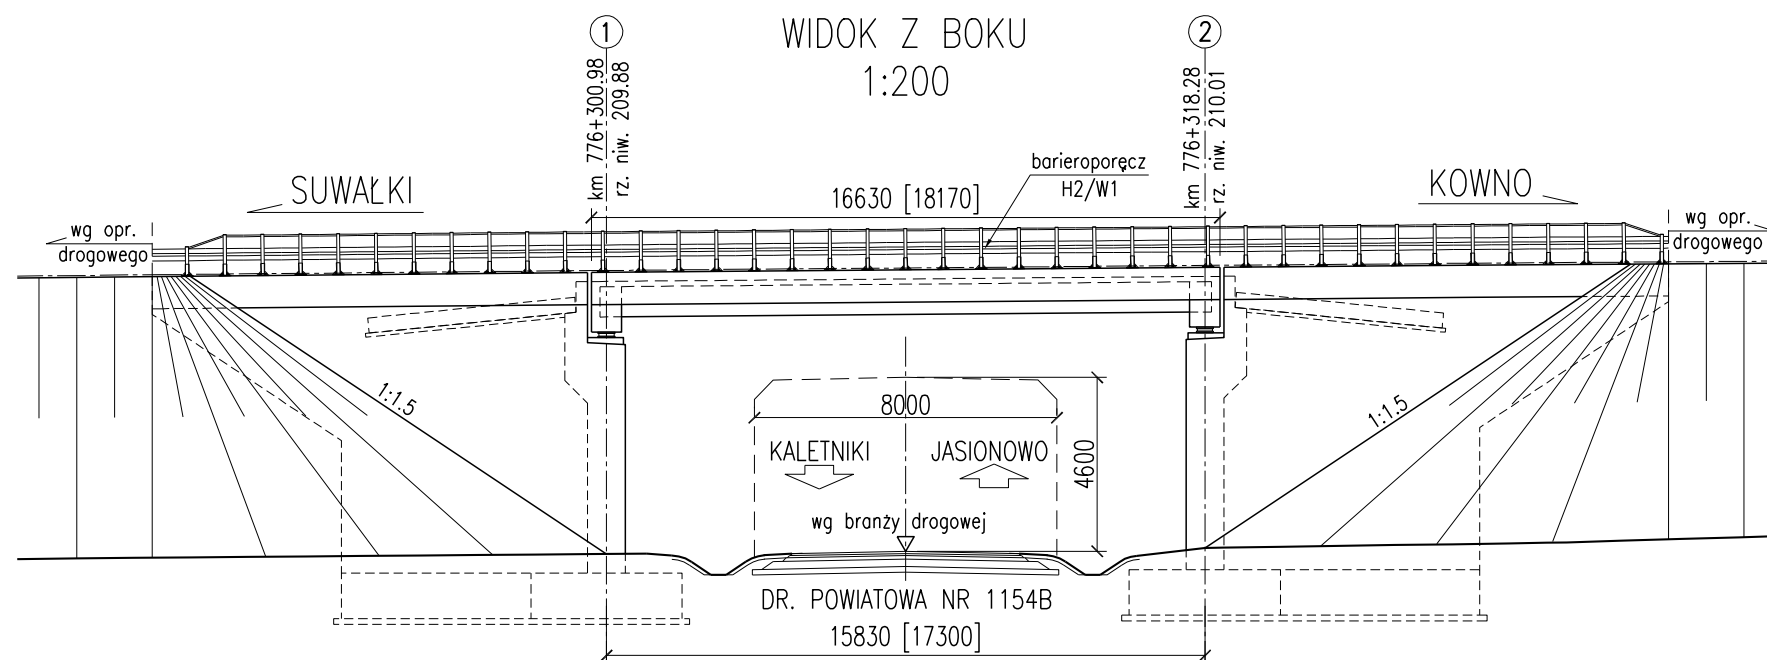 WIDOK Z BOKU
1:200
1
2
km 776+300.98
rz. niw. 209.88
km 776+318.28
rz. niw. 210.01
barieroporęcz
H2/W1
SUWAŁKI
16630 [18170]
KOWNO
wg opr.
drogowego
wg opr.
drogowego
1:1.5
1:1.5
8000
4600
KALETNIKI
JASIONOWO
wg branży drogowej
DR. POWIATOWA NR 1154B
15830 [17300]